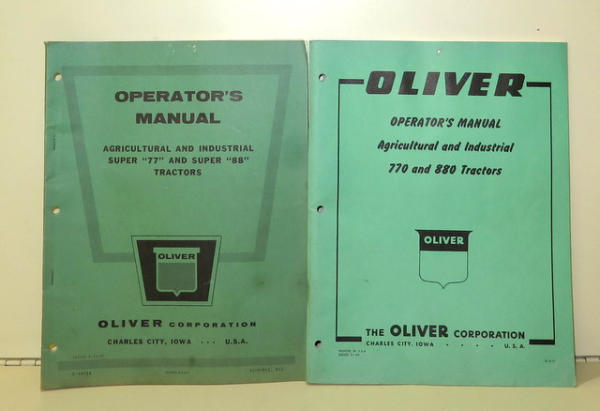 OPERATOR'S
MANUAL
AGRICULTURAL AND INDUSTRIAL
SUPER "77" AND SUPER "88"
TRACTORS
OLIVER
OLIVER CORPORATION
CHARLES CITY, IOWA ... U.S.A.
OLIVER
OPERATOR'S MANUAL
Agricultural and Industrial
770 and 880 Tractors
OLIVER
THE OLIVER CORPORATION
CHARLES CITY, IOWA . . . . U.S.A.